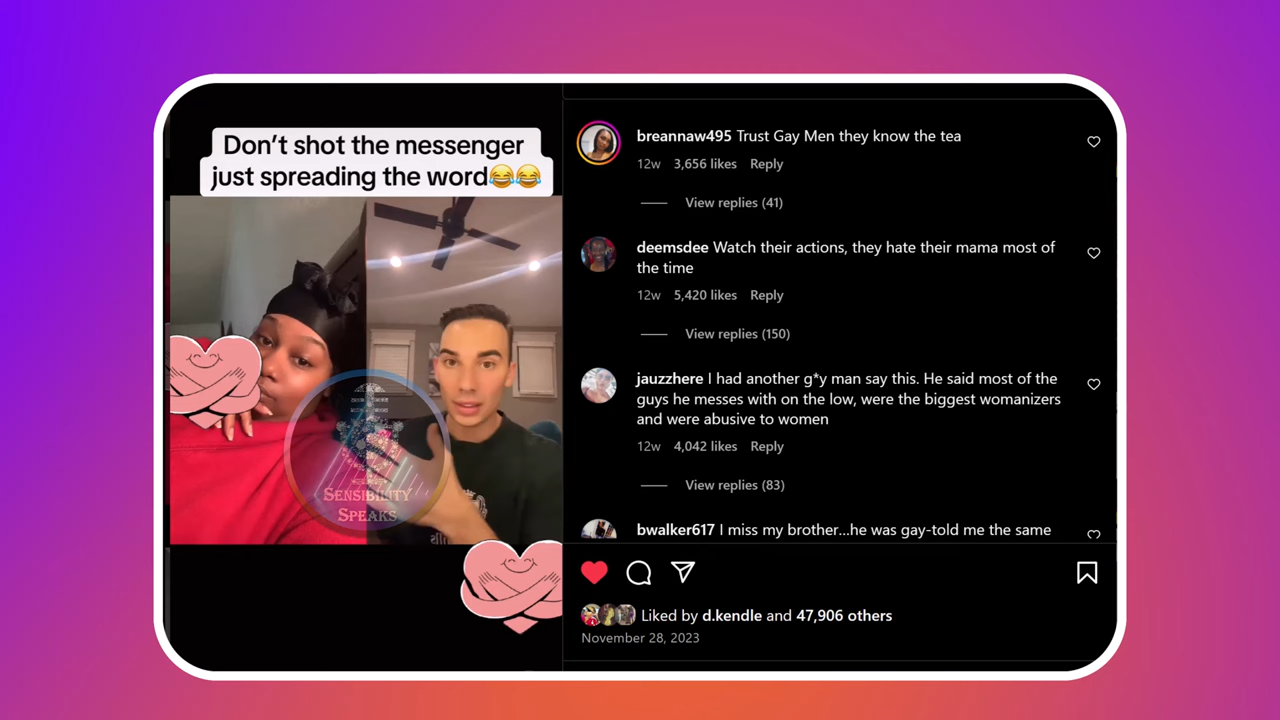 Don't shot the messenger
just spreading the word😂😂
SENSIBILITY
SPEAKS
breannaw495 Trust Gay Men they know the tea
12w 3,656 likes Reply
View replies (41)
deemsdee Watch their actions, they hate their mama most of
the time
12w 5,420 likes Reply
View replies (150)
jauzzhere I had another g*y man say this. He said most of the
guys he messes with on the low, were the biggest womanizers
and were abusive to women
12w 4,042 likes Reply
View replies (83)
bwalker617 I miss my brother...he was gay-told me the same
Liked by d.kendle and 47,906 others
November 28, 2023